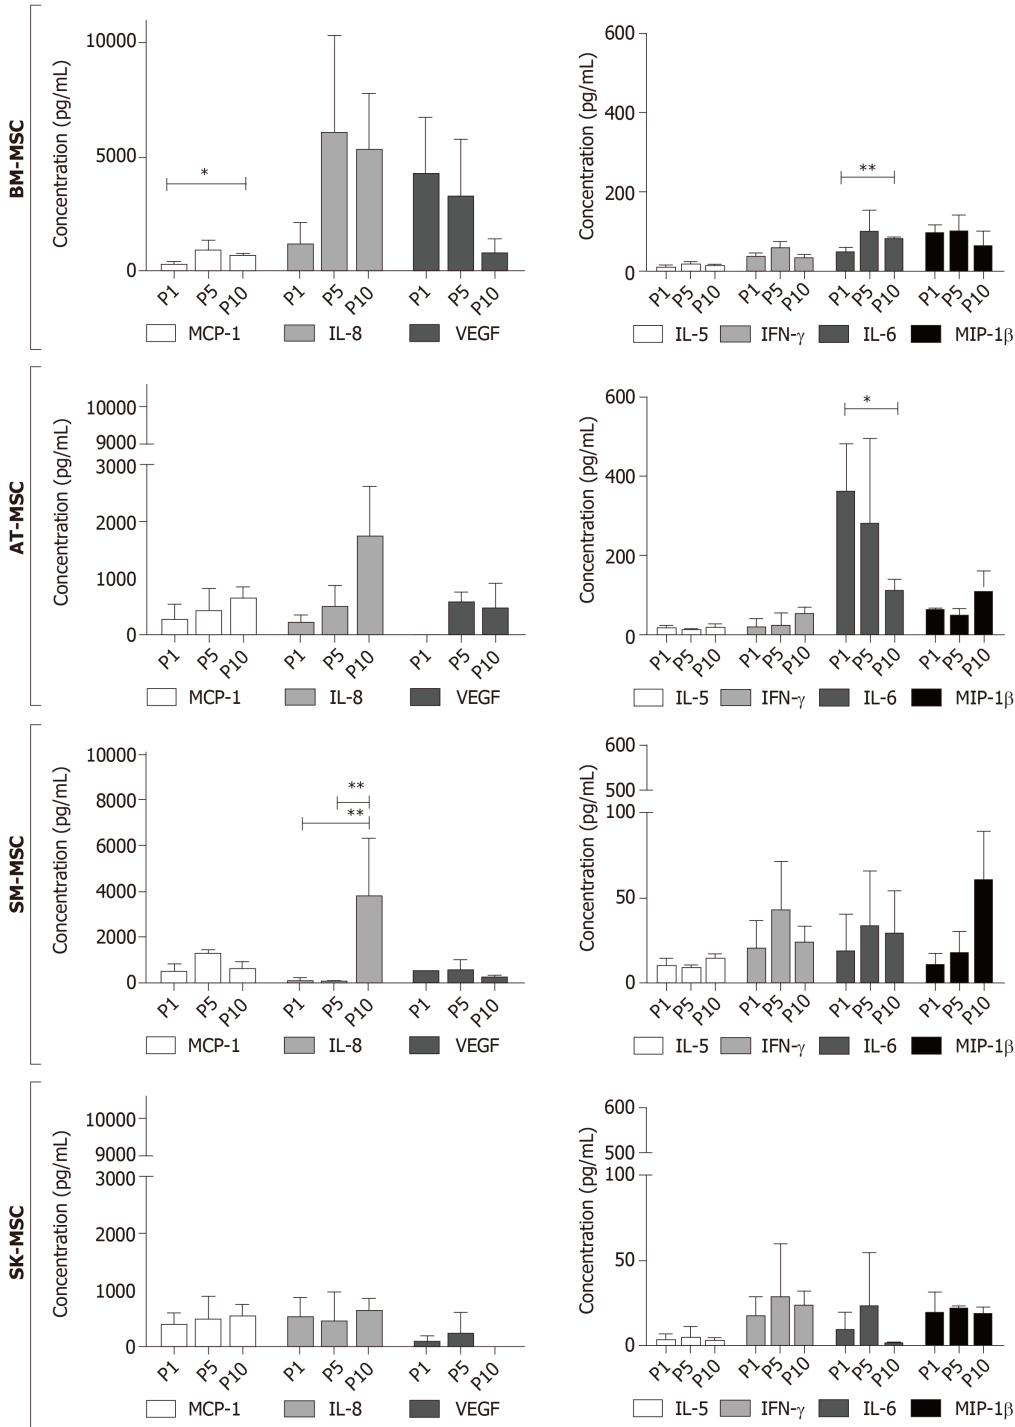 BM-MSC
Concentration (pg/mL)
10000
5000
0
*
P1 P5 P10 P1 P5 P10 P1 P5 P10
MCP-1 IL-8 VEGF
Concentration (pg/mL)
600
400
200
0
**
P1 P5 P10 P1 P5 P10 P1 P5 P10 P1 P5 P10
IL-5 IFN-γ IL-6 MIP-1β
AT-MSC
Concentration (pg/mL)
10000
9000
3000
2000
1000
0
P1 P5 P10 P1 P5 P10 P1 P5 P10
MCP-1 IL-8 VEGF
Concentration (pg/mL)
600
400
200
0
*
P1 P5 P10 P1 P5 P10 P1 P5 P10 P1 P5 P10
IL-5 IFN-γ IL-6 MIP-1β
SM-MSC
Concentration (pg/mL)
10000
8000
6000
4000
2000
0
**
**
P1 P5 P10 P1 P5 P10 P1 P5 P10
MCP-1 IL-8 VEGF
Concentration (pg/mL)
600
500
100
50
0
P1 P5 P10 P1 P5 P10 P1 P5 P10 P1 P5 P10
IL-5 IFN-γ IL-6 MIP-1β
SK-MSC
Concentration (pg/mL)
10000
9000
3000
2000
1000
0
P1 P5 P10 P1 P5 P10 P1 P5 P10
MCP-1 IL-8 VEGF
Concentration (pg/mL)
600
500
100
50
0
P1 P5 P10 P1 P5 P10 P1 P5 P10 P1 P5 P10
IL-5 IFN-γ IL-6 MIP-1β